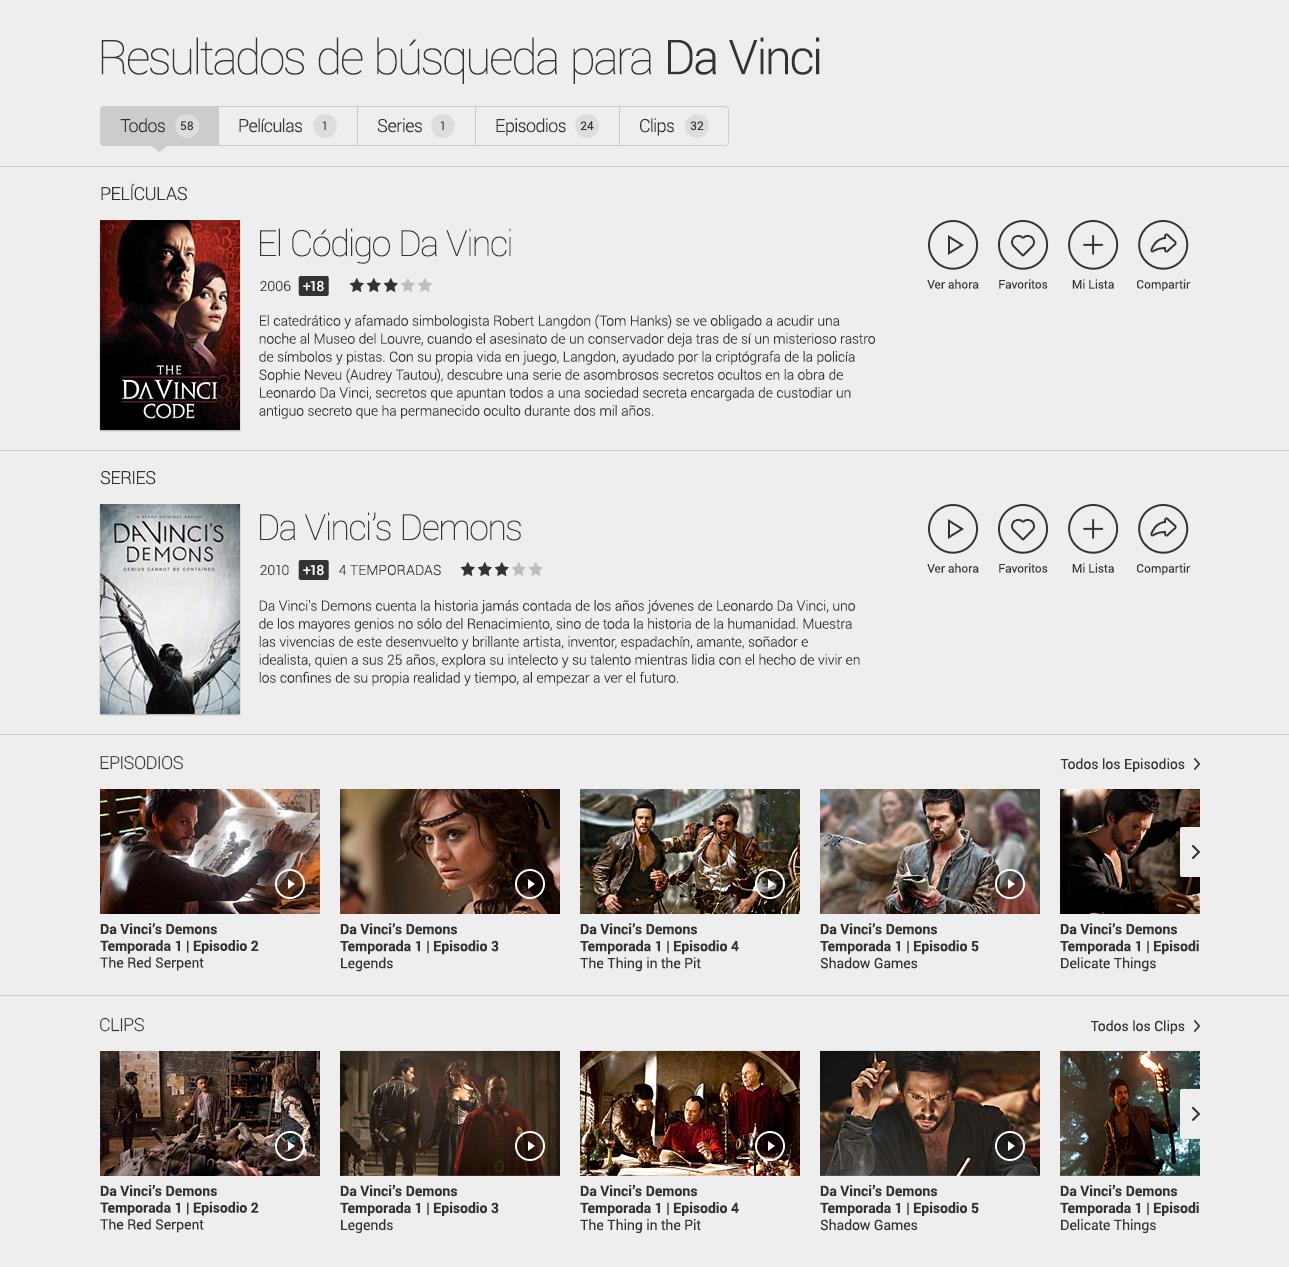 Resultados de búsqueda para Da Vinci
Todos 58 Películas 1 Series 1 Episodios 24 Clips 32
PELÍCULAS
THE
DA VINCI
CODE
El Código Da Vinci
2006 +18
El catedrático y afamado simbologista Robert Langdon (Tom Hanks) se ve obligado a acudir una
noche al Museo del Louvre, cuando el asesinato de un conservador deja tras de sí un misterioso rastro
de símbolos y pistas. Con su propia vida en juego, Langdon, ayudado por la criptógrafa de la policía
Sophie Neveu (Audrey Tautou), descubre una serie de asombrosos secretos ocultos en la obra de
Leonardo Da Vinci, secretos que apuntan todos a una sociedad secreta encargada de custodiar un
antiguo secreto que ha permanecido oculto durante dos mil años.
Ver ahora Favoritos Mi Lista Compartir
SERIES
A STARZ ORIGINAL SERIES
DAVINCI'S
DEMONS
GENIUS CANNOT BE CONTAINED
Da Vinci's Demons
2010 +18 4 TEMPORADAS
Da Vinci's Demons cuenta la historia jamás contada de los años jóvenes de Leonardo Da Vinci, uno
de los mayores genios no sólo del Renacimiento, sino de toda la historia de la humanidad. Muestra
las vivencias de este desenvuelto y brillante artista, inventor, espadachín, amante, soñador e
idealista, quien a sus 25 años, explora su intelecto y su talento mientras lidia con el hecho de vivir en
los confines de su propia realidad y tiempo, al empezar a ver el futuro.
Ver ahora Favoritos Mi Lista Compartir
EPISODIOS
Todos los Episodios
Da Vinci's Demons
Temporada 1 | Episodio 2
The Red Serpent
Da Vinci's Demons
Temporada 1 | Episodio 3
Legends
Da Vinci's Demons
Temporada 1 | Episodio 4
The Thing in the Pit
Da Vinci's Demons
Temporada 1 | Episodio 5
Shadow Games
Da Vinci's Demons
Temporada 1 | Episodi
Delicate Things
CLIPS
Todos los Clips
Da Vinci's Demons
Temporada 1 | Episodio 2
The Red Serpent
Da Vinci's Demons
Temporada 1 | Episodio 3
Legends
Da Vinci's Demons
Temporada 1 | Episodio 4
The Thing in the Pit
Da Vinci's Demons
Temporada 1 | Episodio 5
Shadow Games
Da Vinci's Demons
Temporada 1 | Episodi
Delicate Things